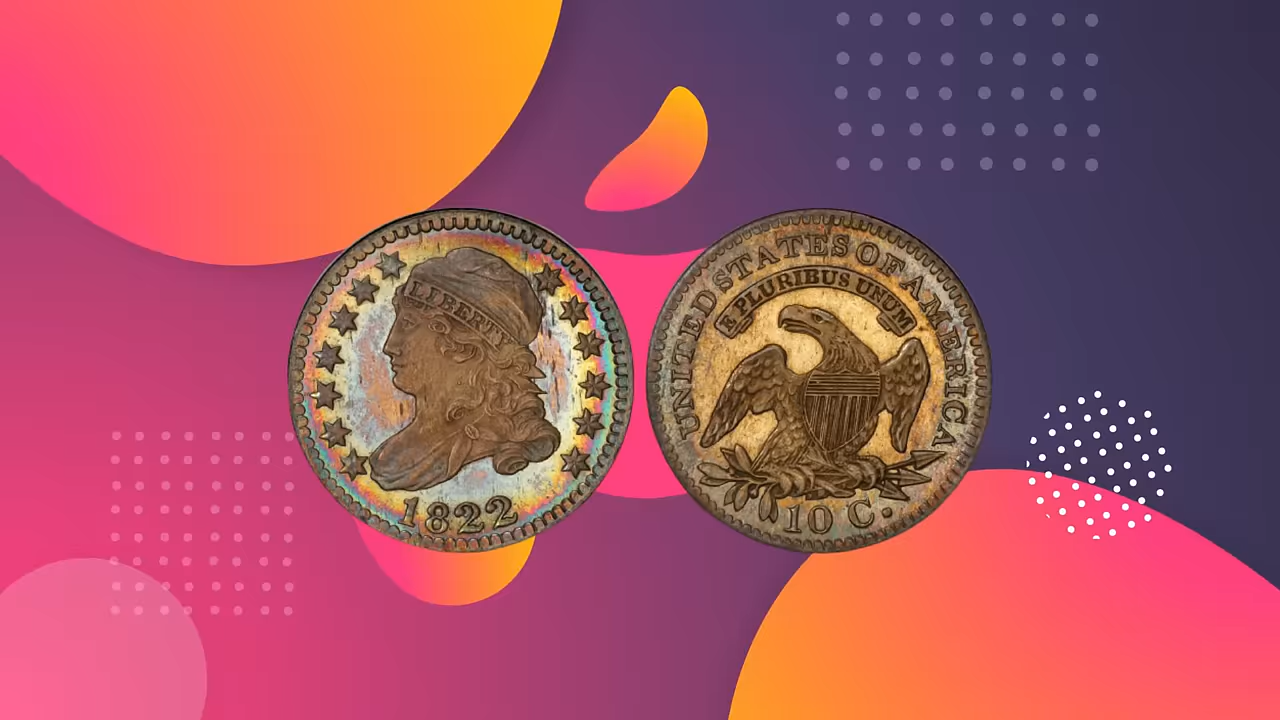 LIBERTY
1822
UNITED STATES OF AMERICA
E PLURIBUS UNUM
10 C.